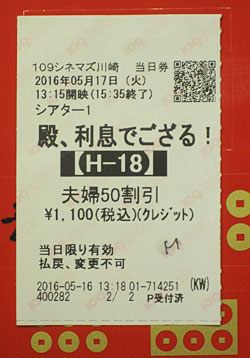 109シネマズ川崎 当日券
2016年05月17日(火)
13:15開映(15:35終了)
シアター1
殿、利息でござる!
【H-18】
夫婦50割引
¥1,100(税込)(クレジット)
当日限り有効
払戻、変更不可
M
2016-05-16 13:18 01-714251 (KW)
400282 2/ 2 P受付済